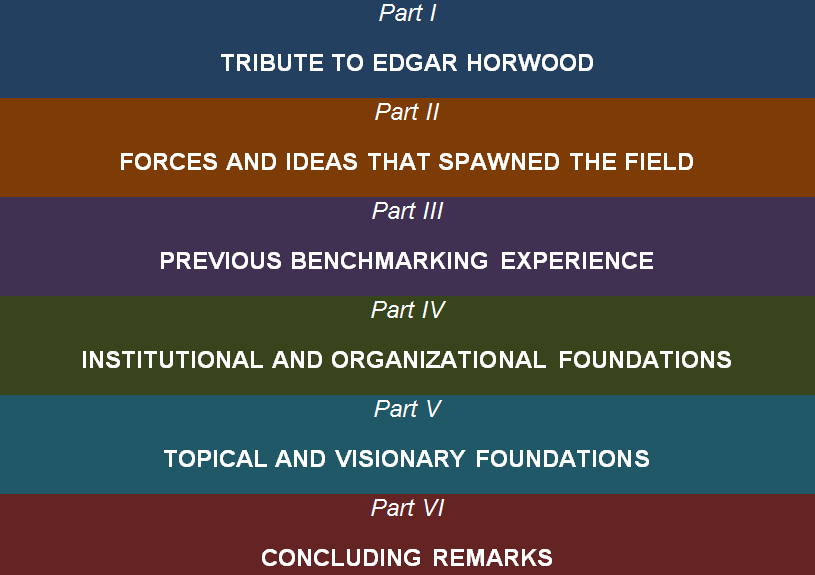 Part I
TRIBUTE TO EDGAR HORWOOD
Part II
FORCES AND IDEAS THAT SPAWNED THE FIELD
Part III
PREVIOUS BENCHMARKING EXPERIENCE
Part IV
INSTITUTIONAL AND ORGANIZATIONAL FOUNDATIONS
Part V
TOPICAL AND VISIONARY FOUNDATIONS
Part VI
CONCLUDING REMARKS